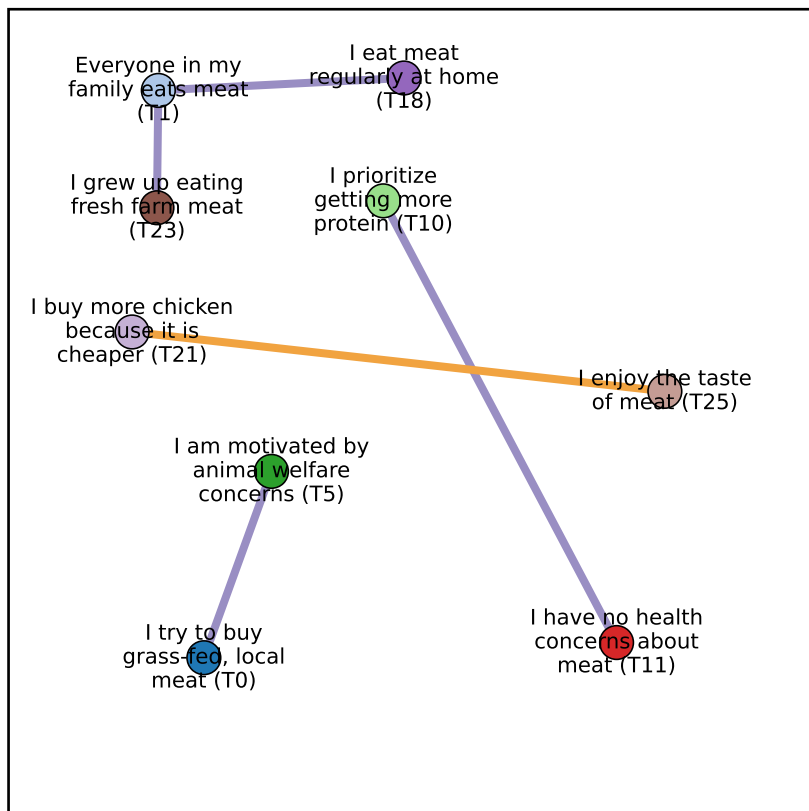 Everyone in my
family eats meat
(T1)
I eat meat
regularly at home
(T18)
I grew up eating
fresh farm meat
(T23)
I prioritize
getting more
protein (T10)
I buy more chicken
because it is
cheaper (T21)
I enjoy the taste
of meat (T25)
I am motivated by
animal welfare
concerns (T5)
I try to buy
grass-fed, local
meat (T0)
I have no health
concerns about
meat (T11)